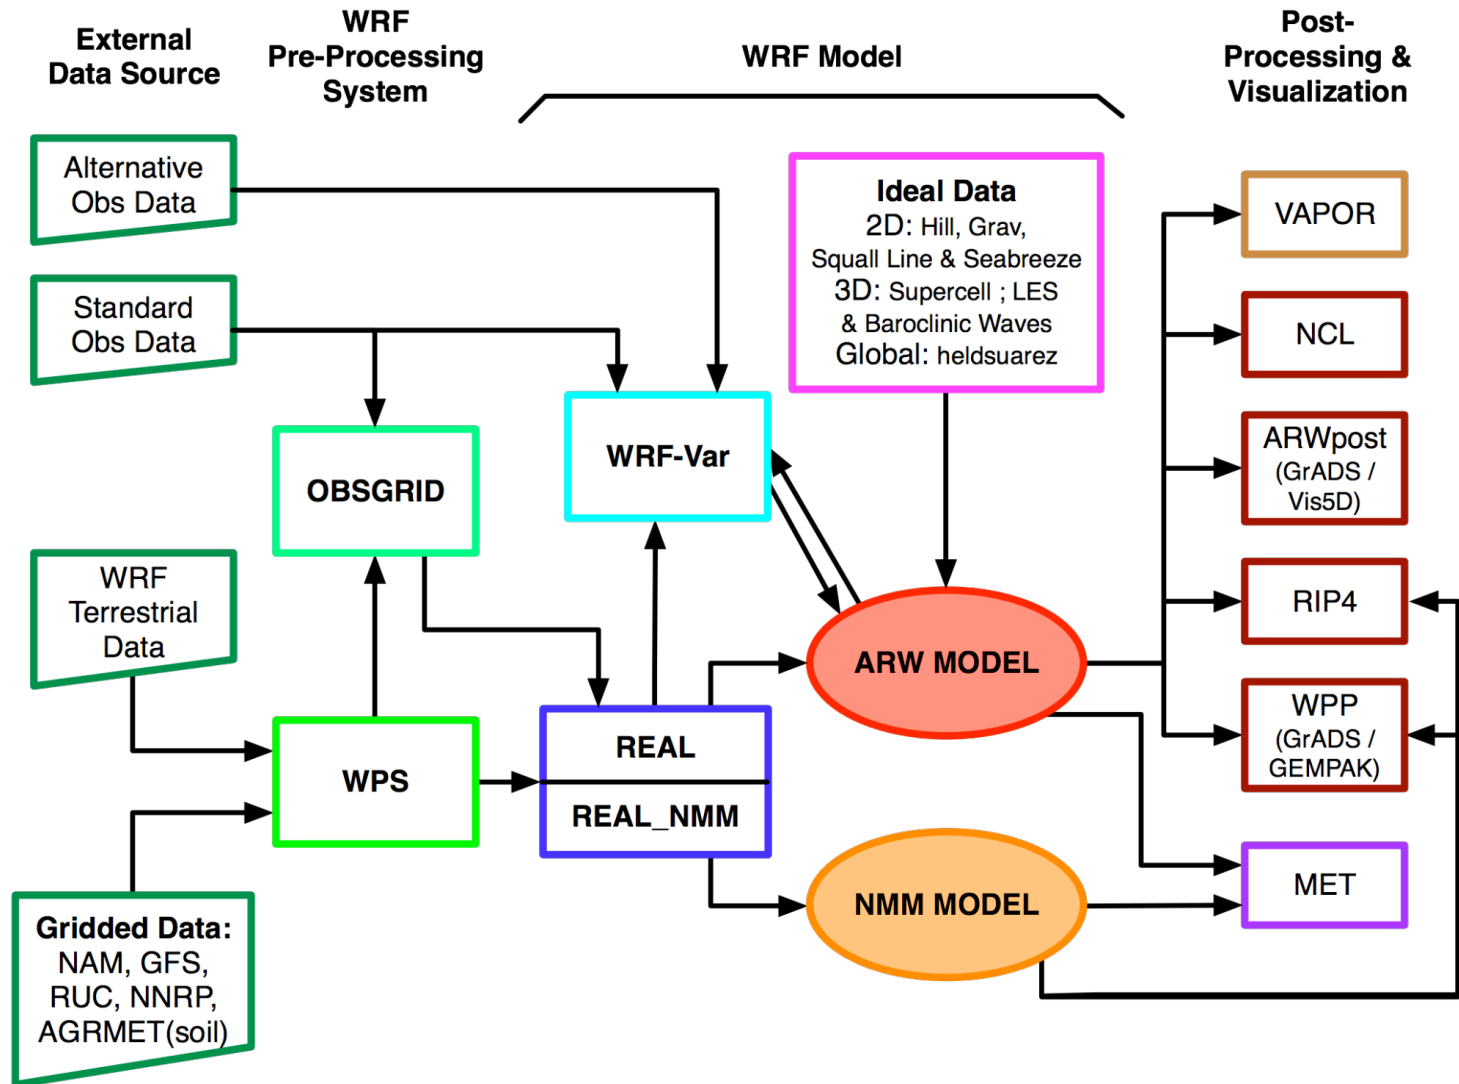 External
Data Source
WRF
Pre-Processing
System
WRF Model
Post-
Processing &
Visualization
Alternative
Obs Data
Standard
Obs Data
WRF
Terrestrial
Data
Gridded Data:
NAM, GFS,
RUC, NNRP,
AGRMET(soil)
OBSGRID
WPS
WRF-Var
REAL
REAL_NMM
Ideal Data
2D: Hill, Grav,
Squall Line & Seabreeze
3D: Supercell ; LES
& Baroclinic Waves
Global: heldsuarez
ARW MODEL
NMM MODEL
VAPOR
NCL
ARWpost
(GrADS /
Vis5D)
RIP4
WPP
(GrADS /
GEMPAK)
MET